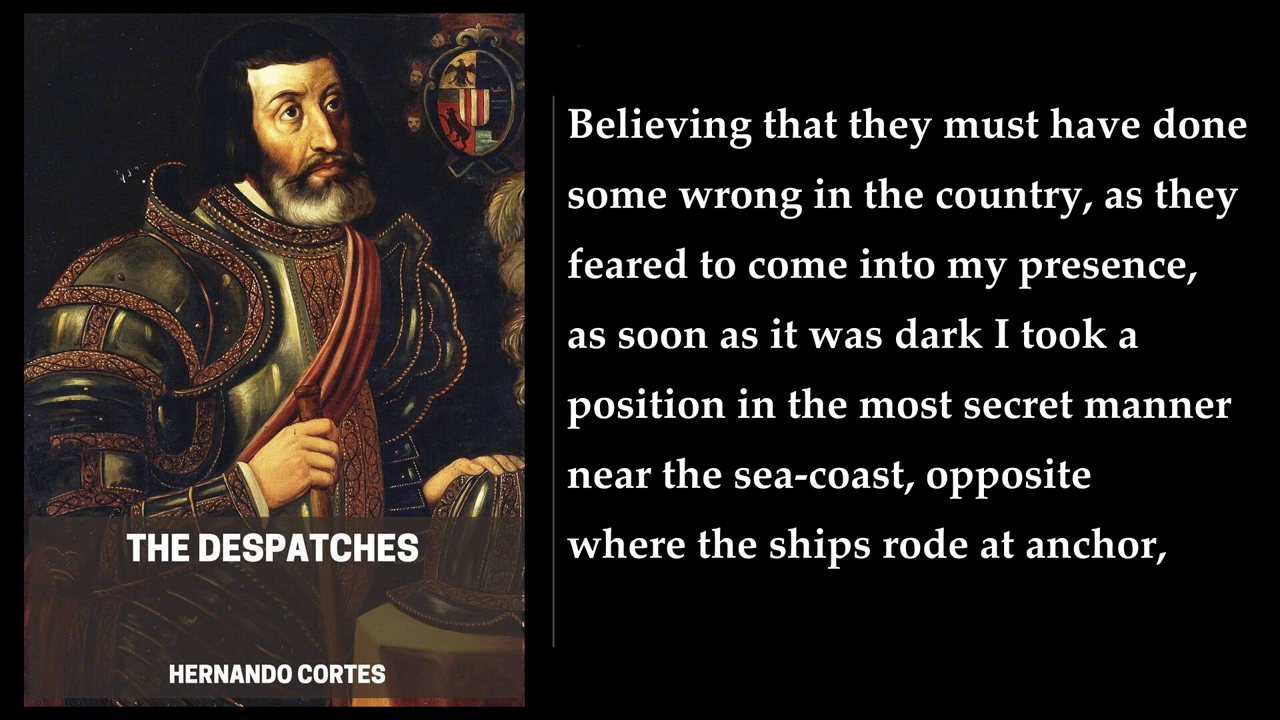 THE DESPATCHES
HERNANDO CORTES
Believing that they must have done
some wrong in the country, as they
feared to come into my presence,
as soon as it was dark I took a
position in the most secret manner
near the sea-coast, opposite
where the ships rode at anchor,